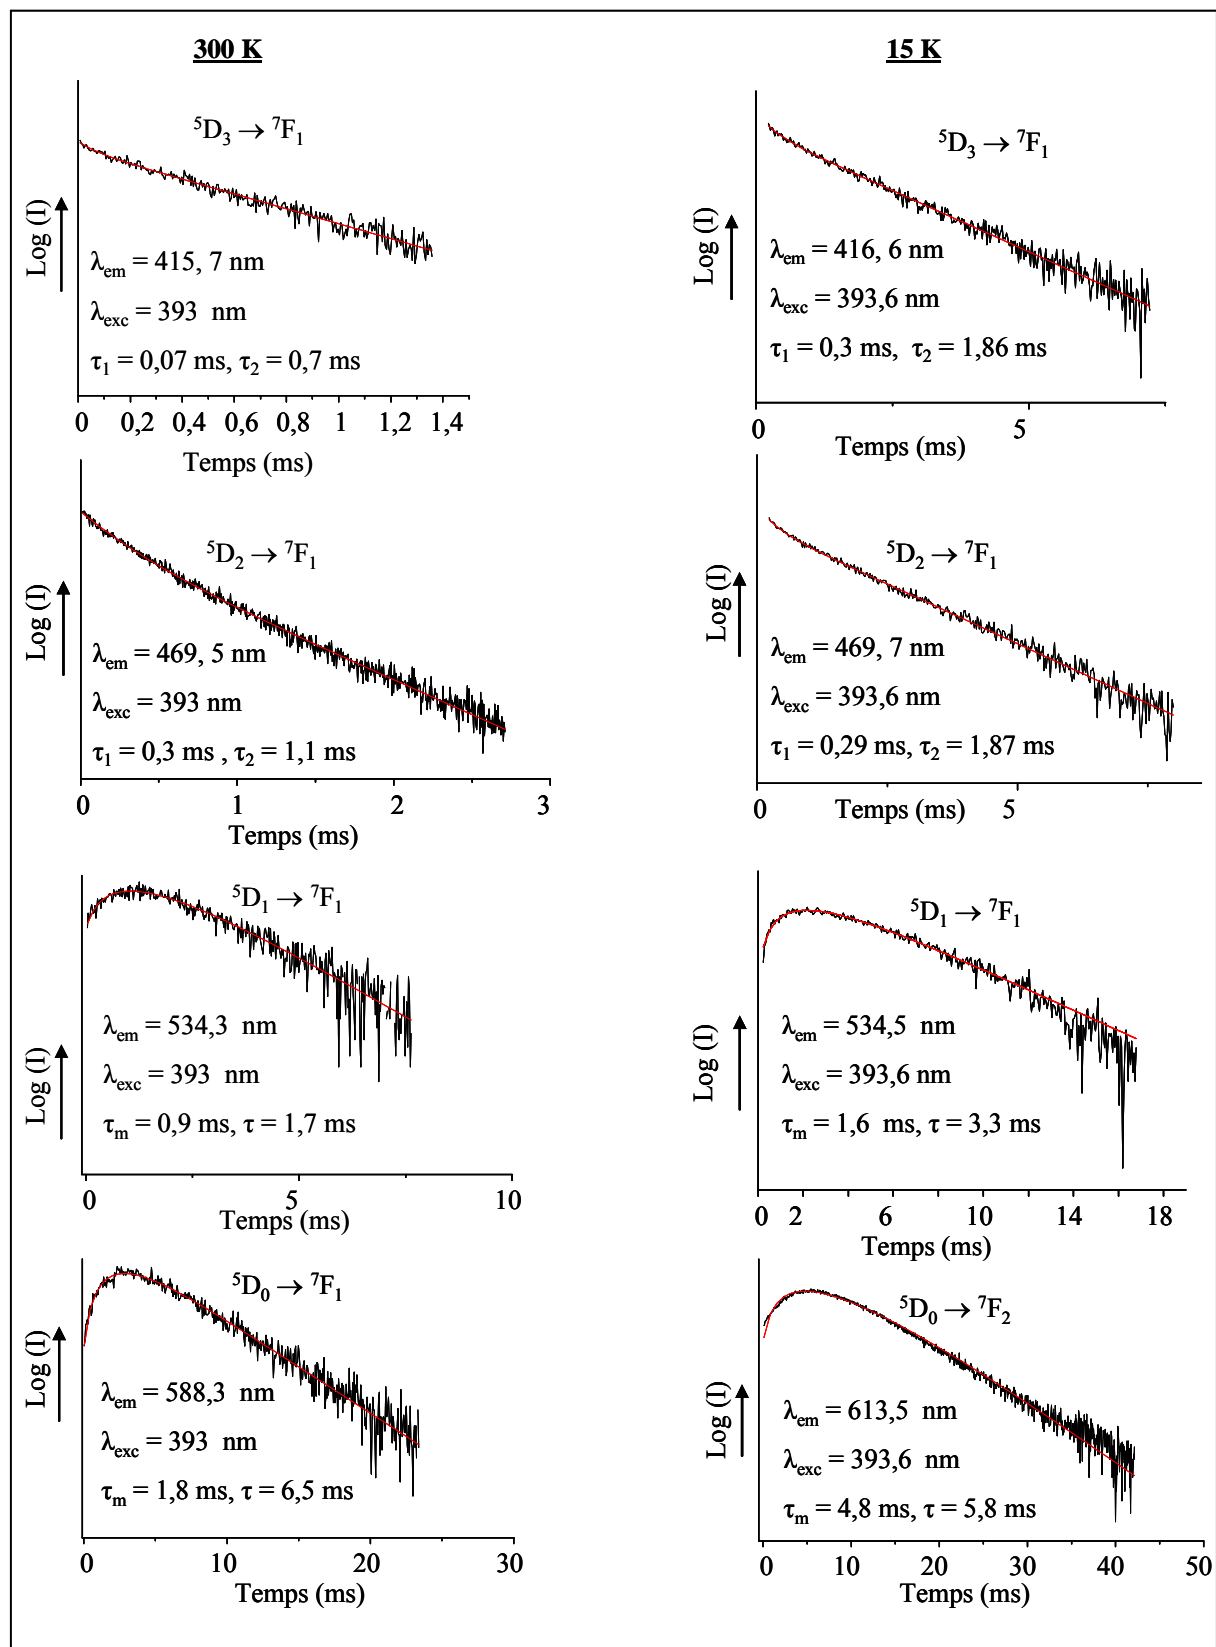 300 K
⁵D₃ → ⁷F₁
Log (I)
λem = 415, 7 nm
λexc = 393 nm
τ₁ = 0,07 ms, τ₂ = 0,7 ms
0 0,2 0,4 0,6 0,8 1 1,2 1,4
Temps (ms)
⁵D₂ → ⁷F₁
Log (I)
λem = 469, 5 nm
λexc = 393 nm
τ₁ = 0,3 ms , τ₂ = 1,1 ms
0 1 2 3
Temps (ms)
⁵D₁ → ⁷F₁
Log (I)
λem = 534,3 nm
λexc = 393 nm
τm = 0,9 ms, τ = 1,7 ms
0 5 10
Temps (ms)
⁵D₀ → ⁷F₁
Log (I)
λem = 588,3 nm
λexc = 393 nm
τm = 1,8 ms, τ = 6,5 ms
0 10 20 30
Temps (ms)
15 K
⁵D₃ → ⁷F₁
Log (I)
λem = 416, 6 nm
λexc = 393,6 nm
τ₁ = 0,3 ms, τ₂ = 1,86 ms
0 5
Temps (ms)
⁵D₂ → ⁷F₁
Log (I)
λem = 469, 7 nm
λexc = 393,6 nm
τ₁ = 0,29 ms, τ₂ = 1,87 ms
0 5
Temps (ms)
⁵D₁ → ⁷F₁
Log (I)
λem = 534,5 nm
λexc = 393,6 nm
τm = 1,6 ms, τ = 3,3 ms
0 2 6 10 14 18
Temps (ms)
⁵D₀ → ⁷F₂
Log (I)
λem = 613,5 nm
λexc = 393,6 nm
τm = 4,8 ms, τ = 5,8 ms
0 10 20 30 40 50
Temps (ms)